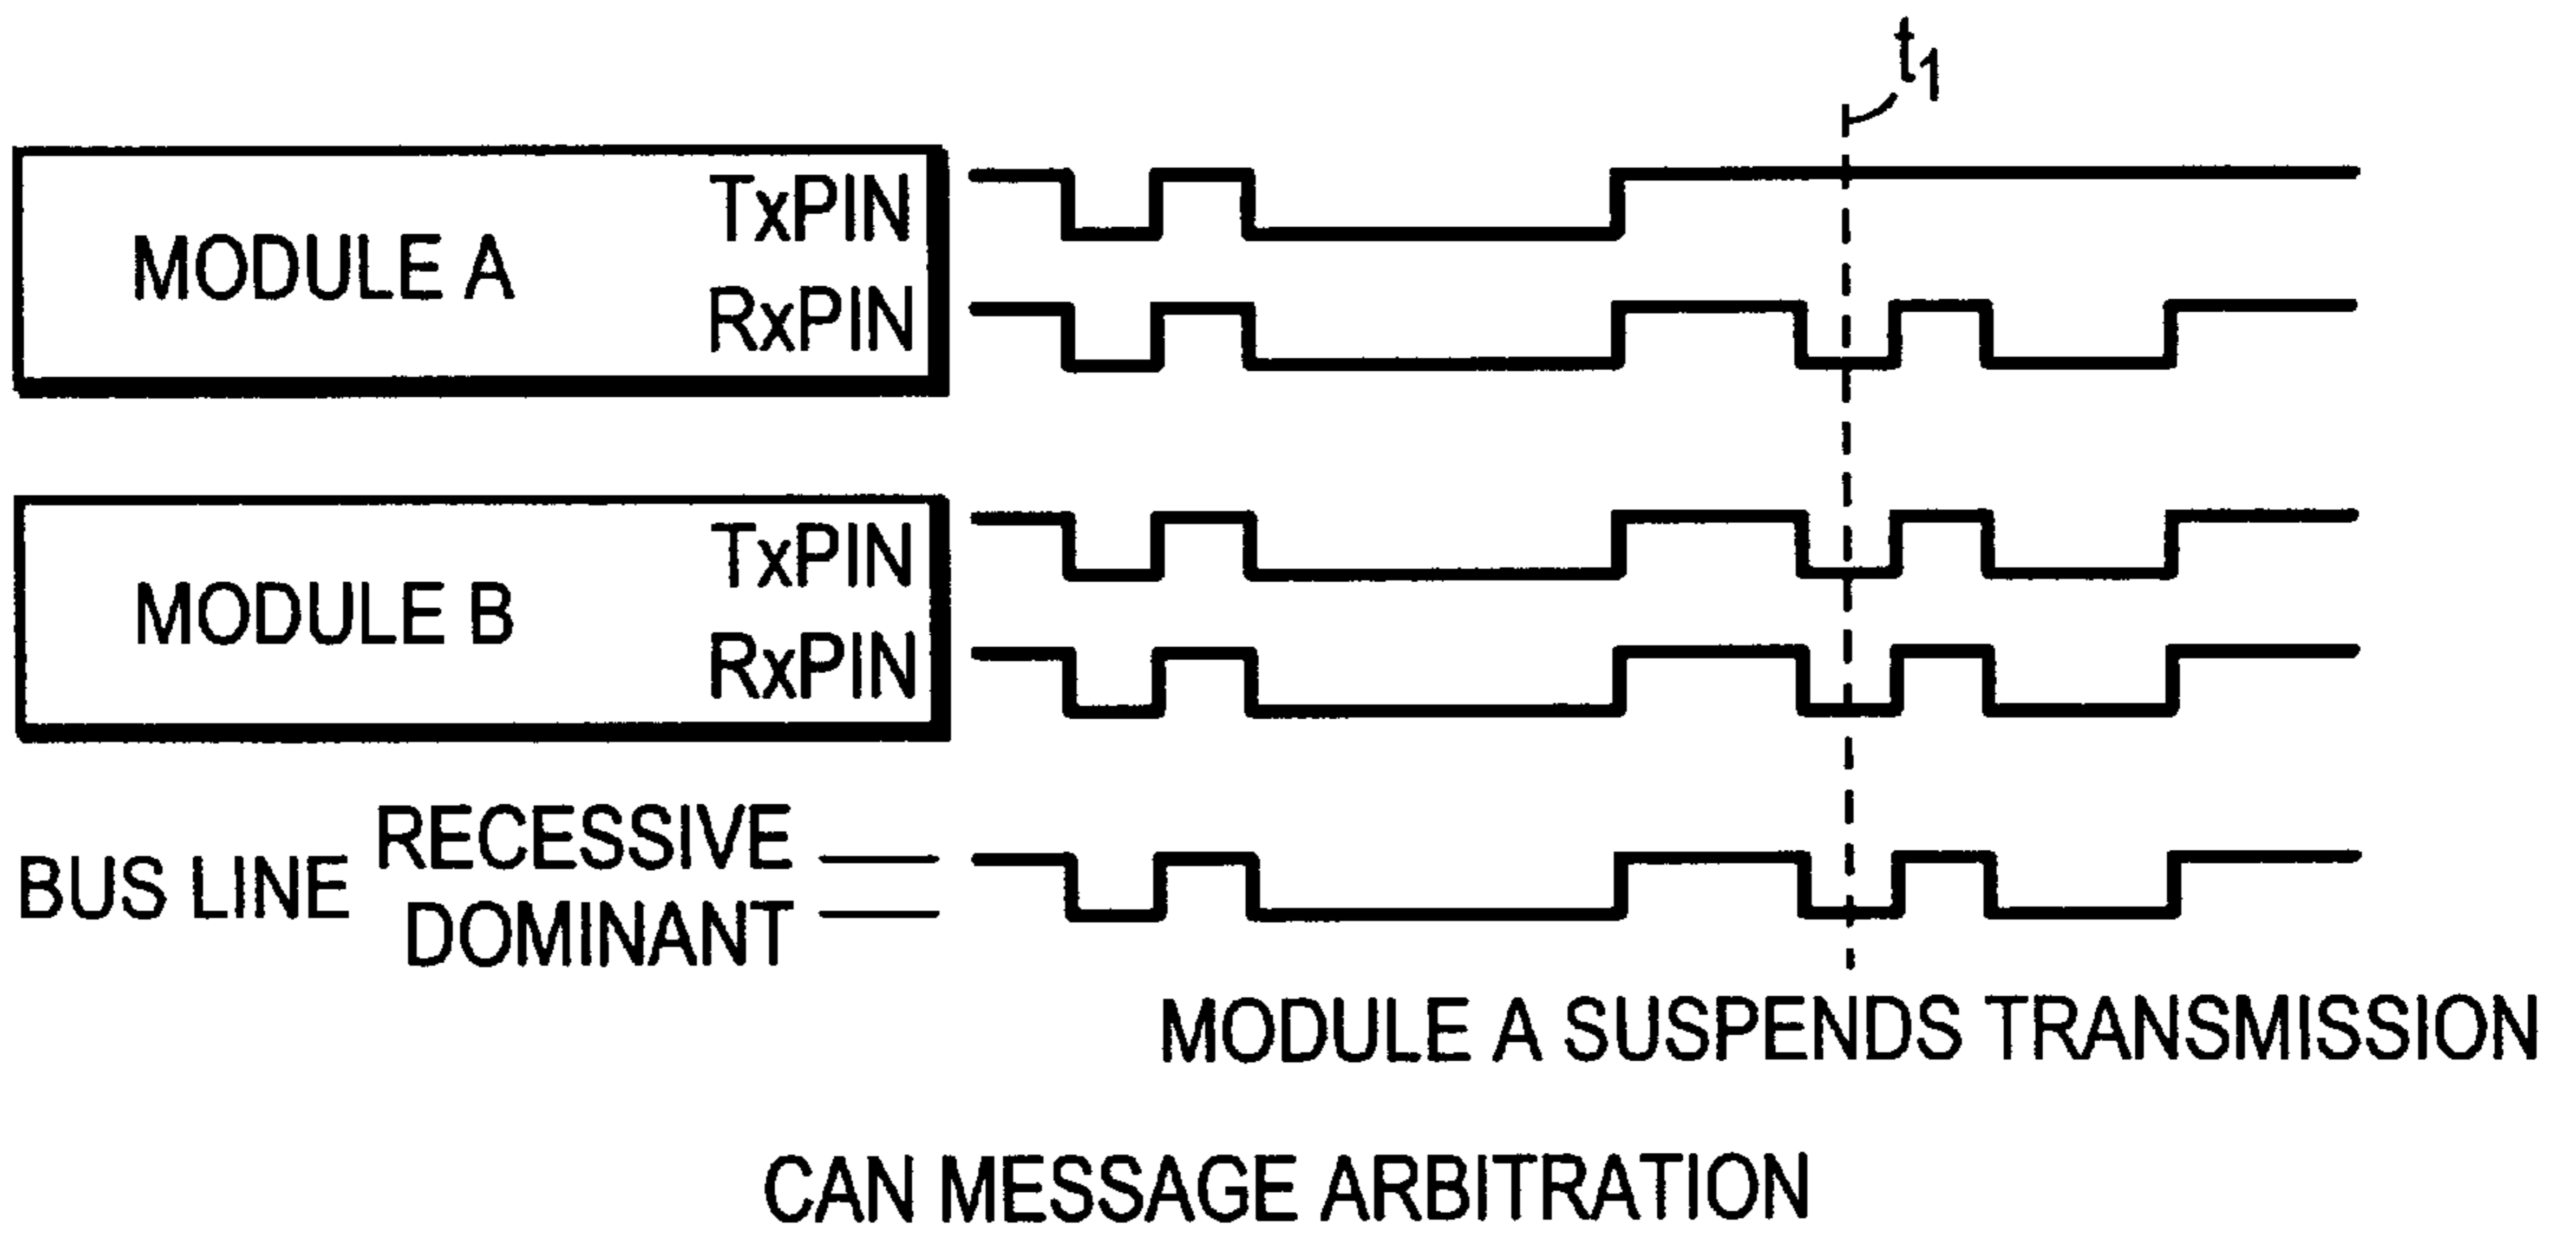 t1
MODULE A
TxPIN
RxPIN
MODULE B
TxPIN
RxPIN
BUS LINE
RECESSIVE
DOMINANT
MODULE A SUSPENDS TRANSMISSION
CAN MESSAGE ARBITRATION